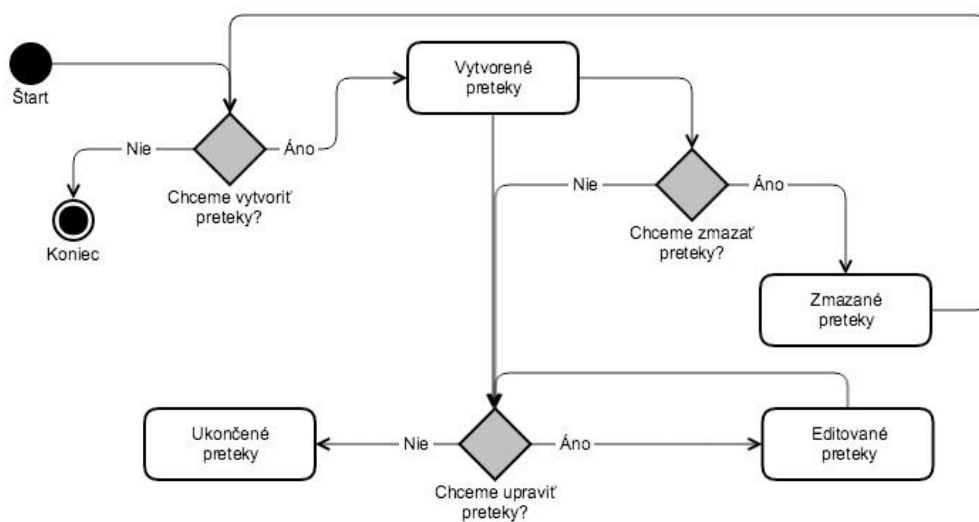 Štart
Vytvorené
preteky
Nie
Áno
Chceme vytvoriť
preteky?
Koniec
Nie
Áno
Chceme zmazať
preteky?
Zmazané
preteky
Ukončené
preteky
Nie
Áno
Chceme upraviť
preteky?
Editované
preteky